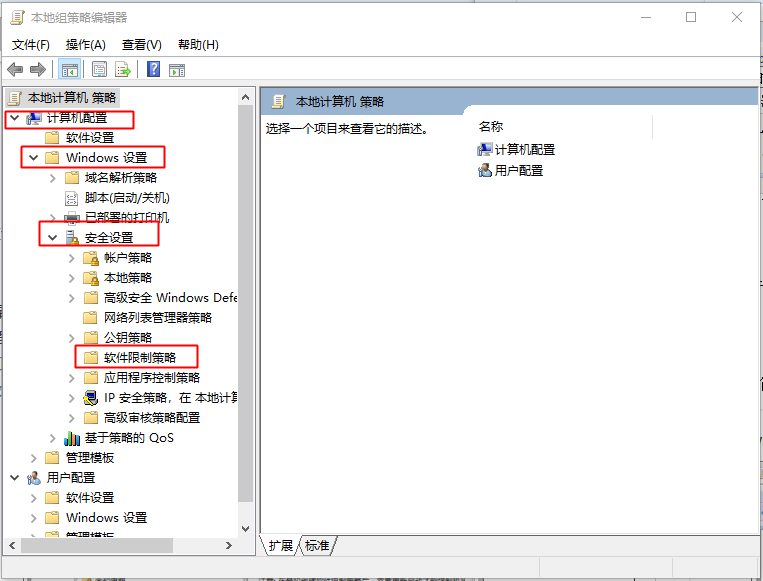 本地组策略编辑器
文件(F) 操作(A) 查看(V) 帮助(H)
本地计算机 策略
计算机配置
软件设置
Windows 设置
域名解析策略
脚本(启动/关机)
已部署的打印机
安全设置
帐户策略
本地策略
高级安全 Windows Defe
网络列表管理器策略
公钥策略
软件限制策略
应用程序控制策略
IP 安全策略，在 本地计算
高级审核策略配置
基于策略的 QoS
管理模板
用户配置
软件设置
Windows 设置
管理模板
本地计算机 策略
选择一个项目来查看它的描述。
名称
计算机配置
用户配置
扩展 标准